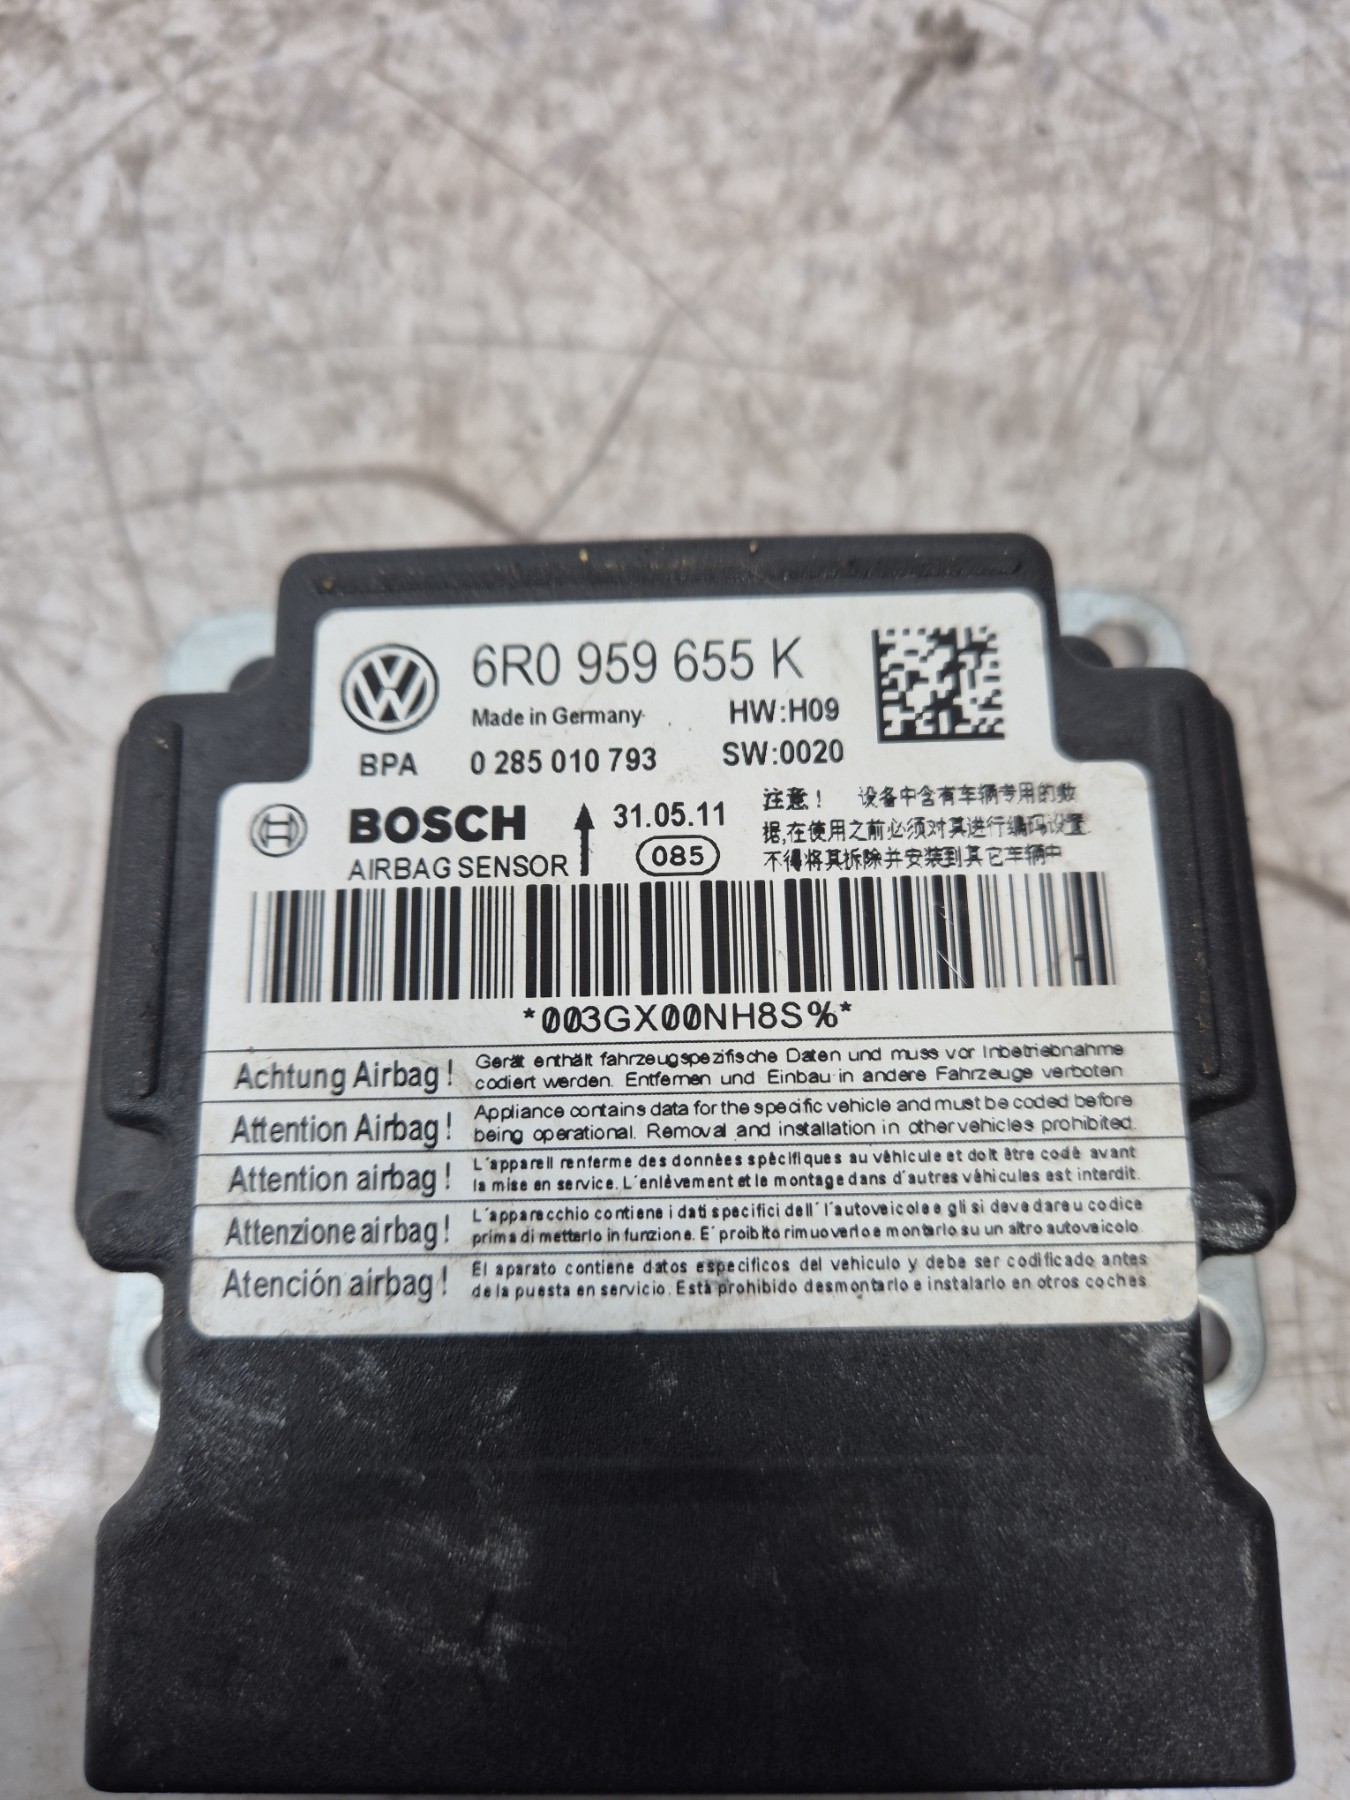 6R0 959 655 K
Made in Germany
HW:H09
BPA 0 285 010 793 SW:0020
BOSCH
AIRBAG SENSOR
31.05.11
085
注意！ 设备中含有车辆专用的数
据,在使用之前必须对其进行编码设置.
不得将其拆除并安装到其它车辆中
*003GX00NH8S%*
Achtung Airbag!
Gerät enthält fahrzeugspezifische Daten und muss vor Inbetriebnahme
codiert werden. Entfernen und Einbau in andere Fahrzeuge verboten
Attention Airbag!
Appliance contains data for the specific vehicle and must be coded before
being operational. Removal and installation in other vehicles prohibited.
Attention airbag!
L´appareil renferme des données spécifiques au véhicule et doit être codé avant
la mise en service. L´enlèvement et le montage dans d´autres véhicules est interdit.
Attenzione airbag!
L´apparecchio contiene i dati specifici dell´l´autoveicolo e gli si deve dare u codice
prima di metterlo in funzione. E´ proibito rimuoverlo e montarlo su un altro autoveicolo.
Atención airbag!
El aparato contiene datos especificos del vehiculo y debe ser codificado antes
de la puesta en servicio. Està prohibido desmontarlo e instalarlo en otros coches